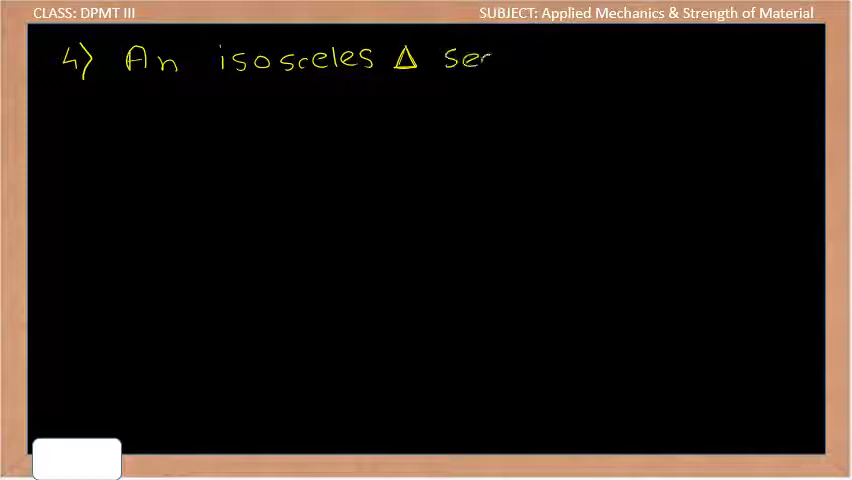 CLASS: DPMT III
SUBJECT: Applied Mechanics & Strength of Material
4) An isosceles Δ ser